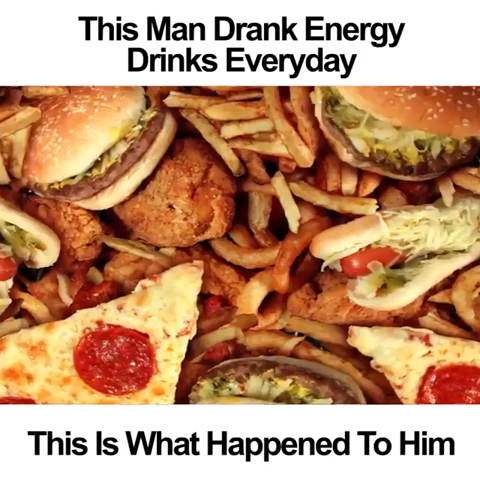 This Man Drank Energy
Drinks Everyday
This Is What Happened To Him